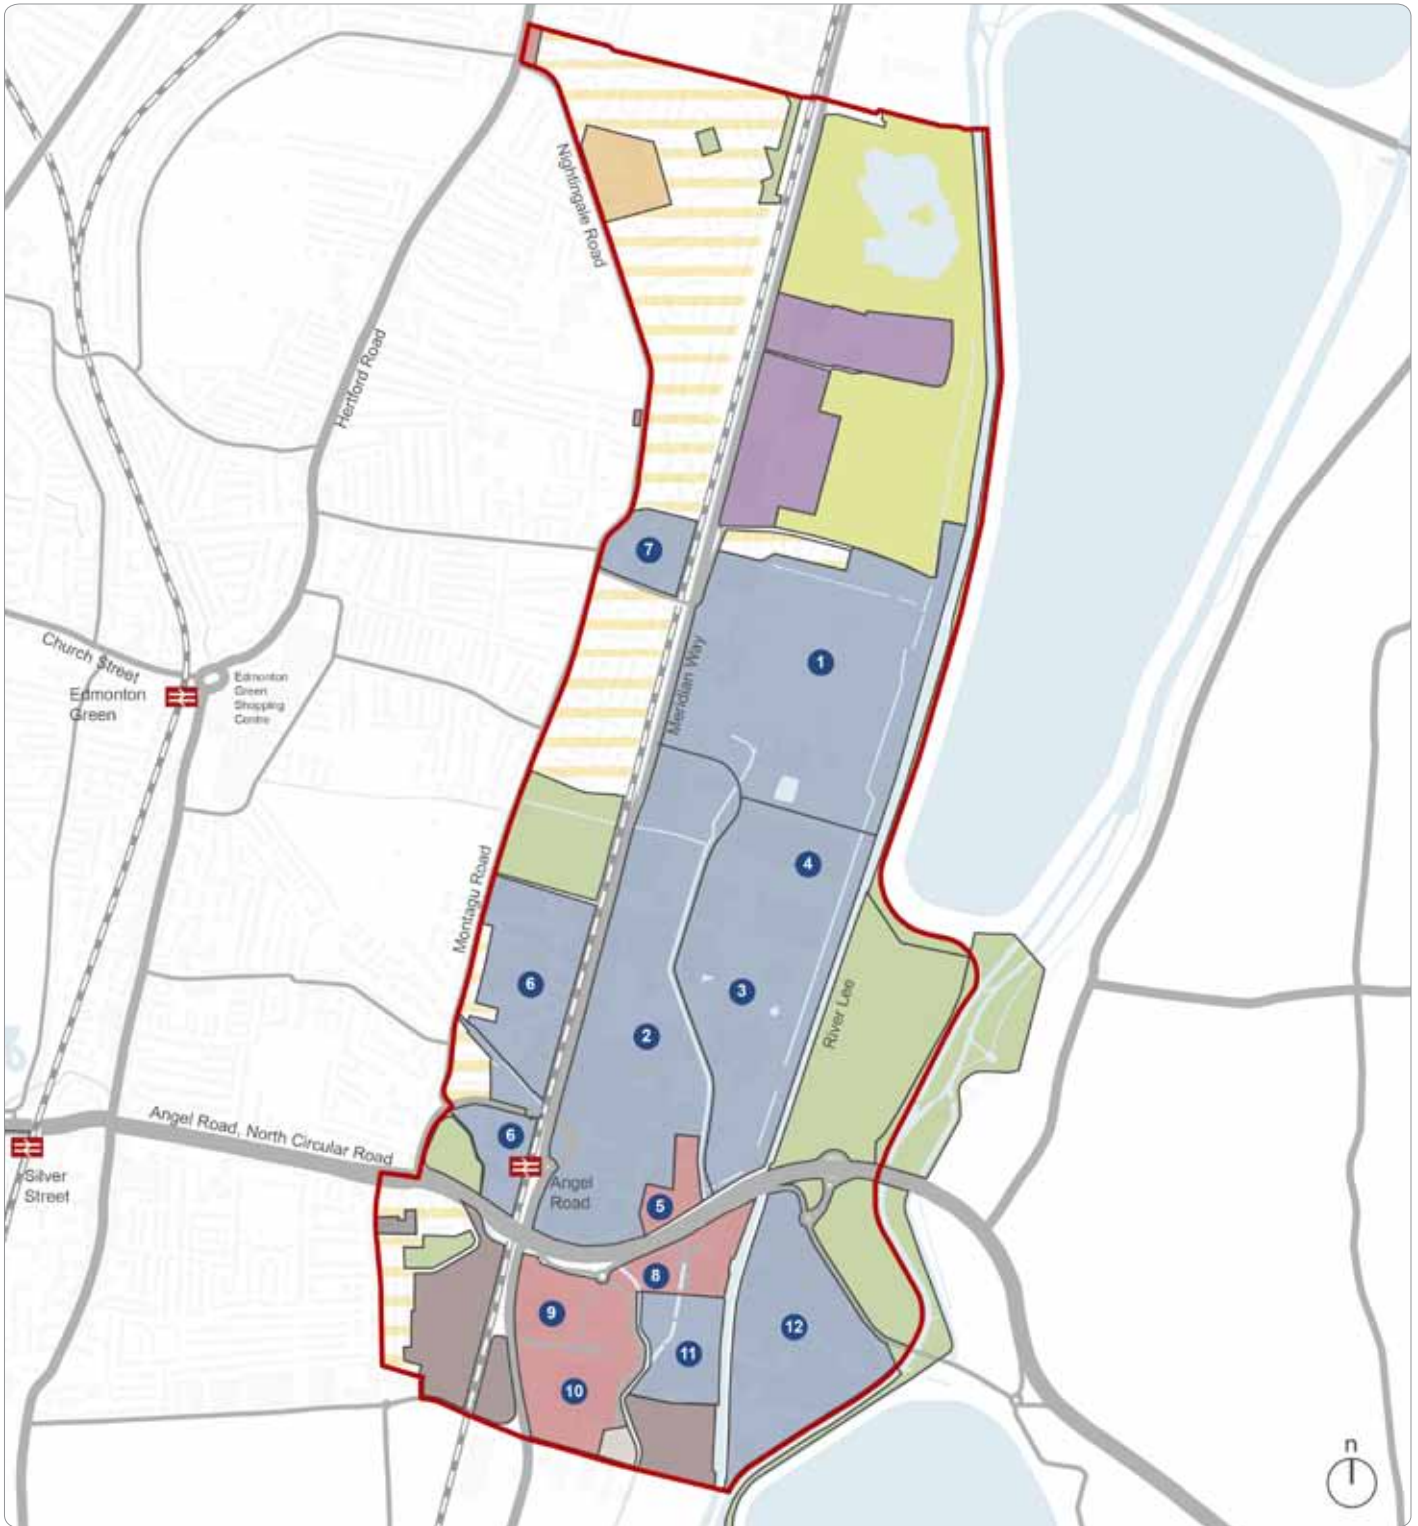 Nightingale Road
Hertford Road
7
Church Street
Edmonton
Green
Edmonton
Green
Shopping
Centre
Meridian Way
1
4
Montagu Road
6
3
2
River Lee
Angel Road, North Circular Road
6
Silver
Street
Angel
Road
5
8
9
12
11
10
n